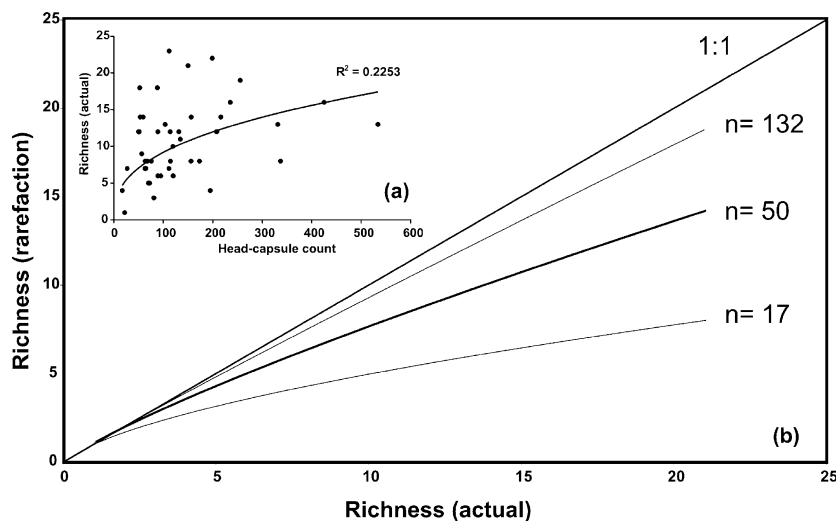 25
20
15
10
5
0
Richness (rarefaction)
0
5
10
15
20
25
Richness (actual)
1:1
n= 132
n= 50
n= 17
(b)
25
20
15
10
5
0
Richness (actual)
0
100
200
300
400
500
600
Head-capsule count
R² = 0.2253
(a)